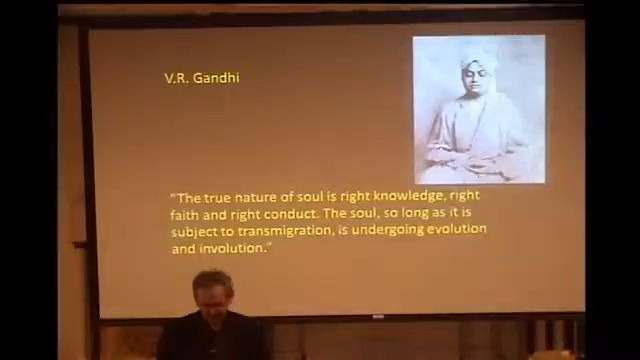 V.R. Gandhi
"The true nature of soul is right knowledge, right
faith and right conduct. The soul, so long as it is
subject to transmigration, is undergoing evolution
and involution."